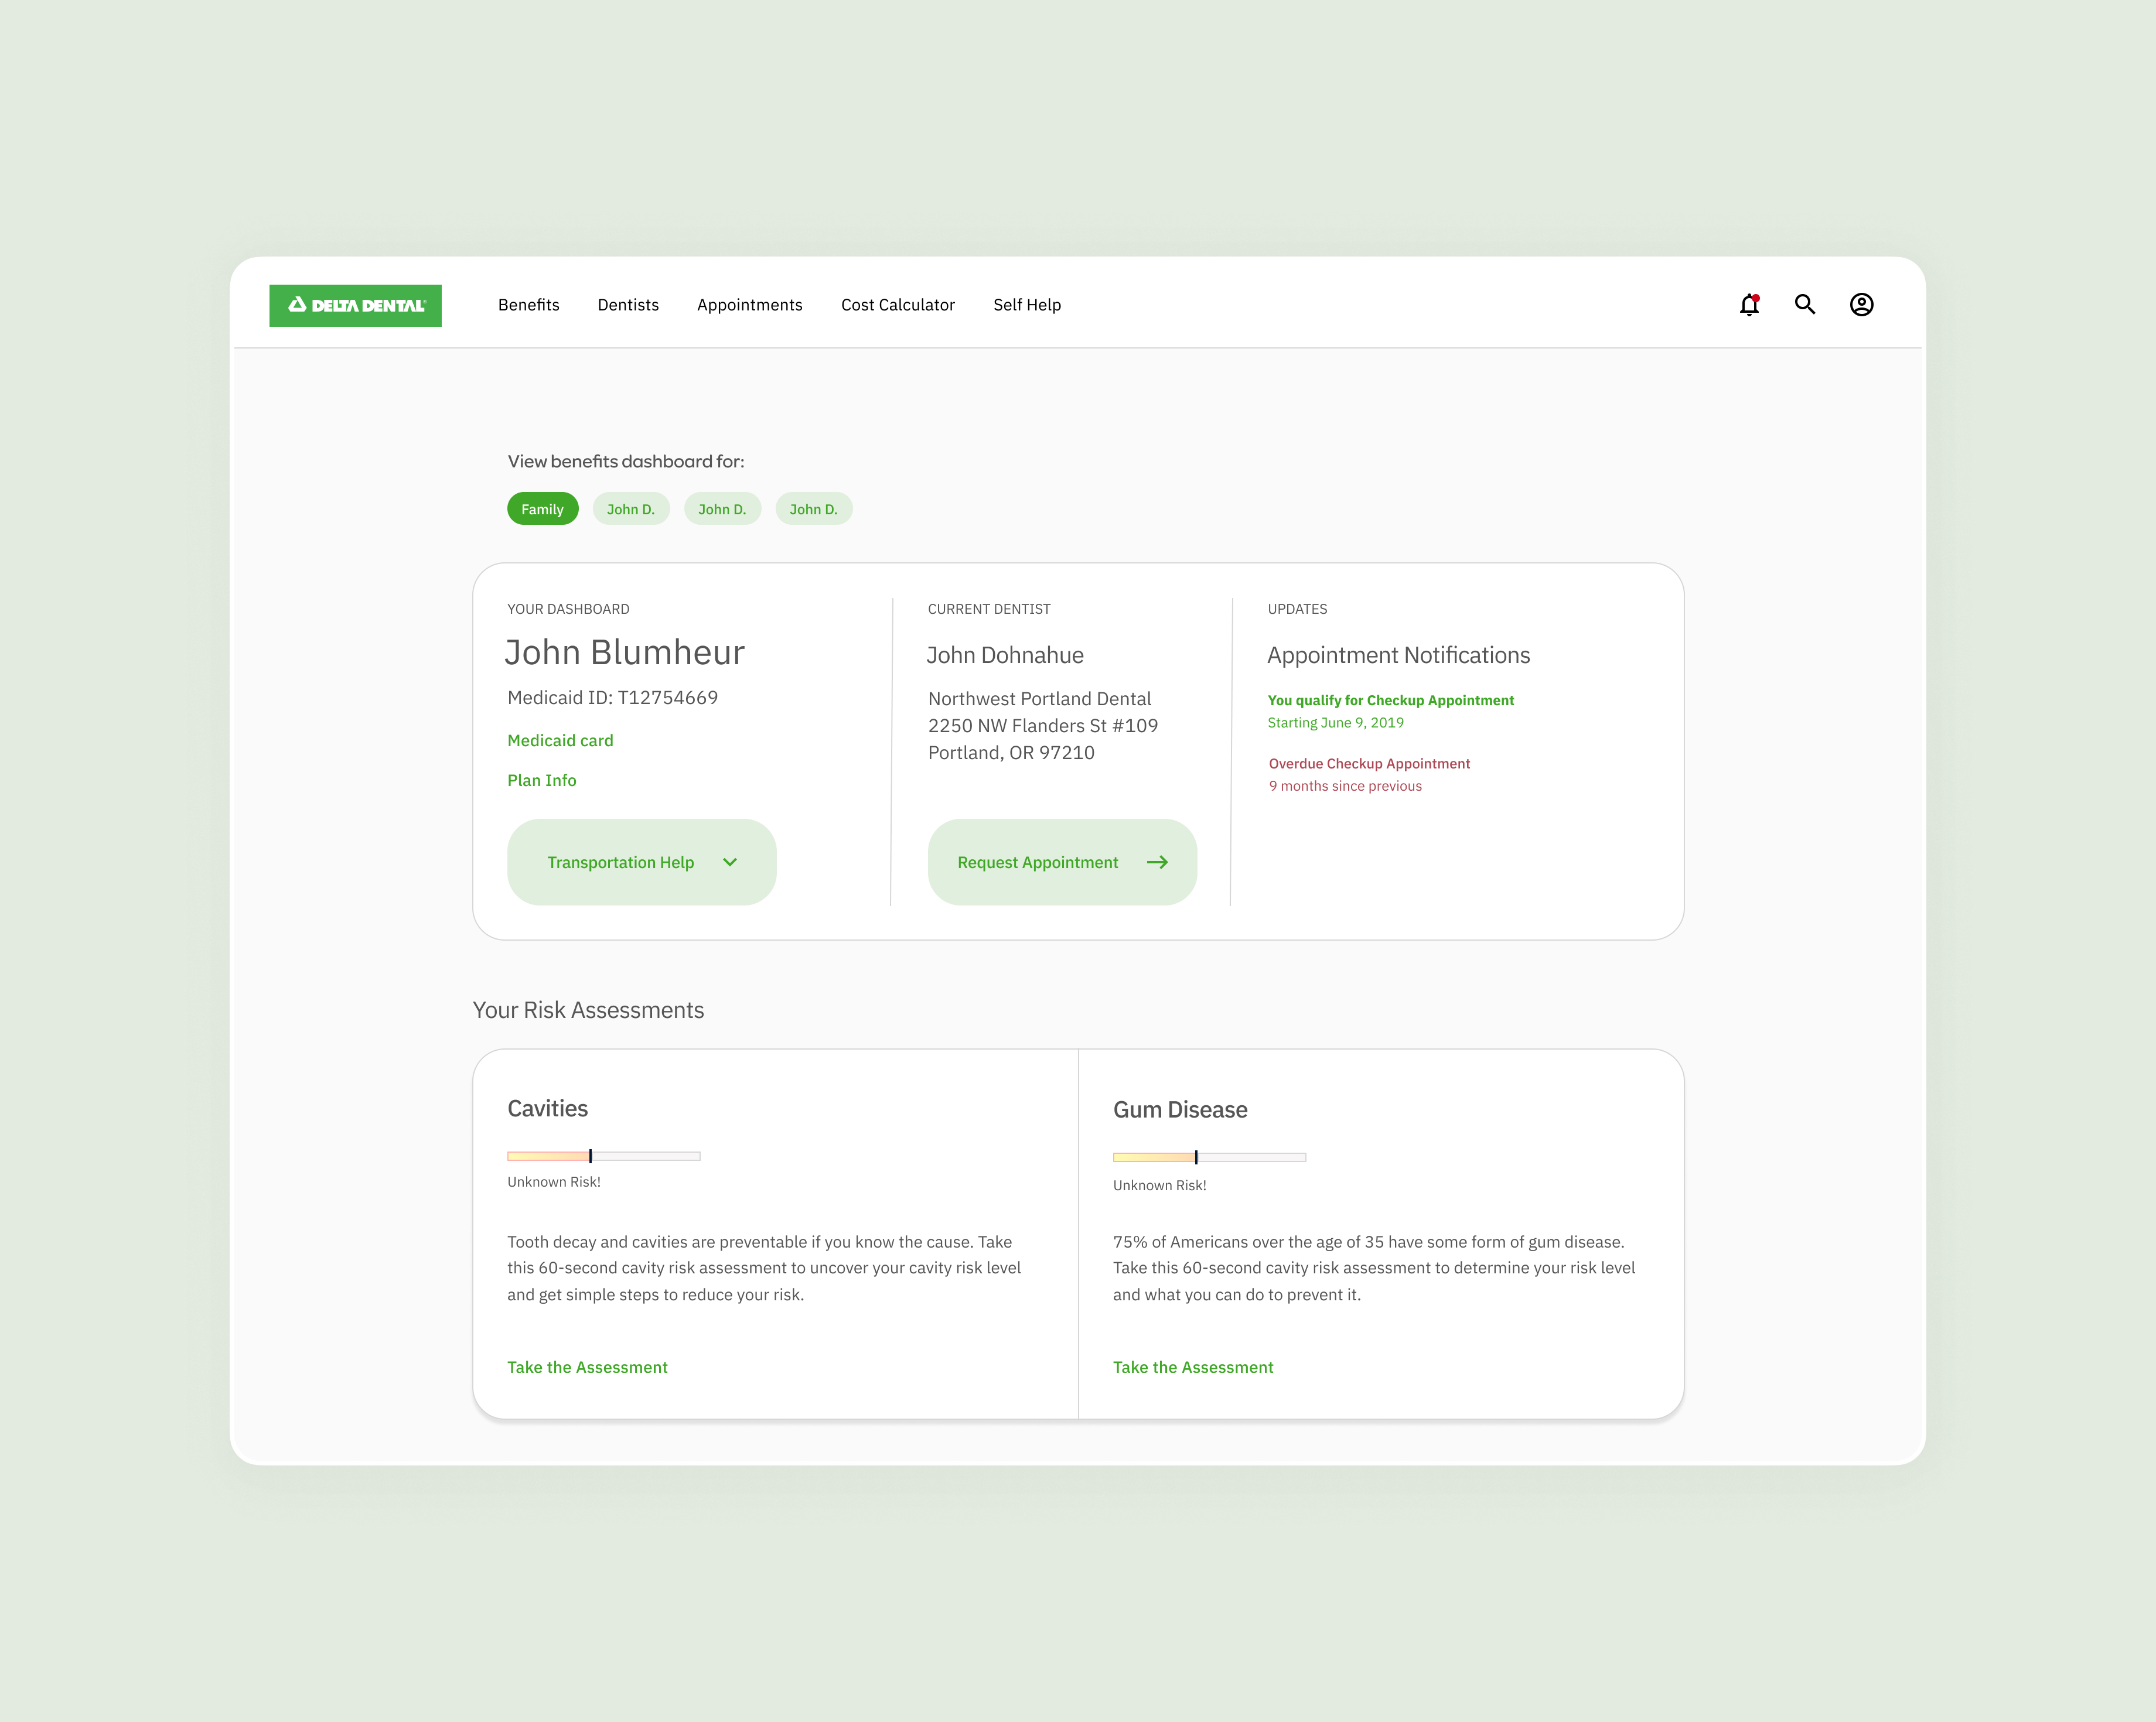 DELTA DENTAL
Benefits
Dentists
Appointments
Cost Calculator
Self Help
View benefits dashboard for:
Family
John D.
John D.
John D.
YOUR DASHBOARD
John Blumheur
Medicaid ID: T12754669
Medicaid card
Plan Info
Transportation Help
CURRENT DENTIST
John Dohnahue
Northwest Portland Dental
2250 NW Flanders St #109
Portland, OR 97210
Request Appointment
UPDATES
Appointment Notifications
You qualify for Checkup Appointment
Starting June 9, 2019
Overdue Checkup Appointment
9 months since previous
Your Risk Assessments
Cavities
Unknown Risk!
Tooth decay and cavities are preventable if you know the cause. Take
this 60-second cavity risk assessment to uncover your cavity risk level
and get simple steps to reduce your risk.
Take the Assessment
Gum Disease
Unknown Risk!
75% of Americans over the age of 35 have some form of gum disease.
Take this 60-second cavity risk assessment to determine your risk level
and what you can do to prevent it.
Take the Assessment